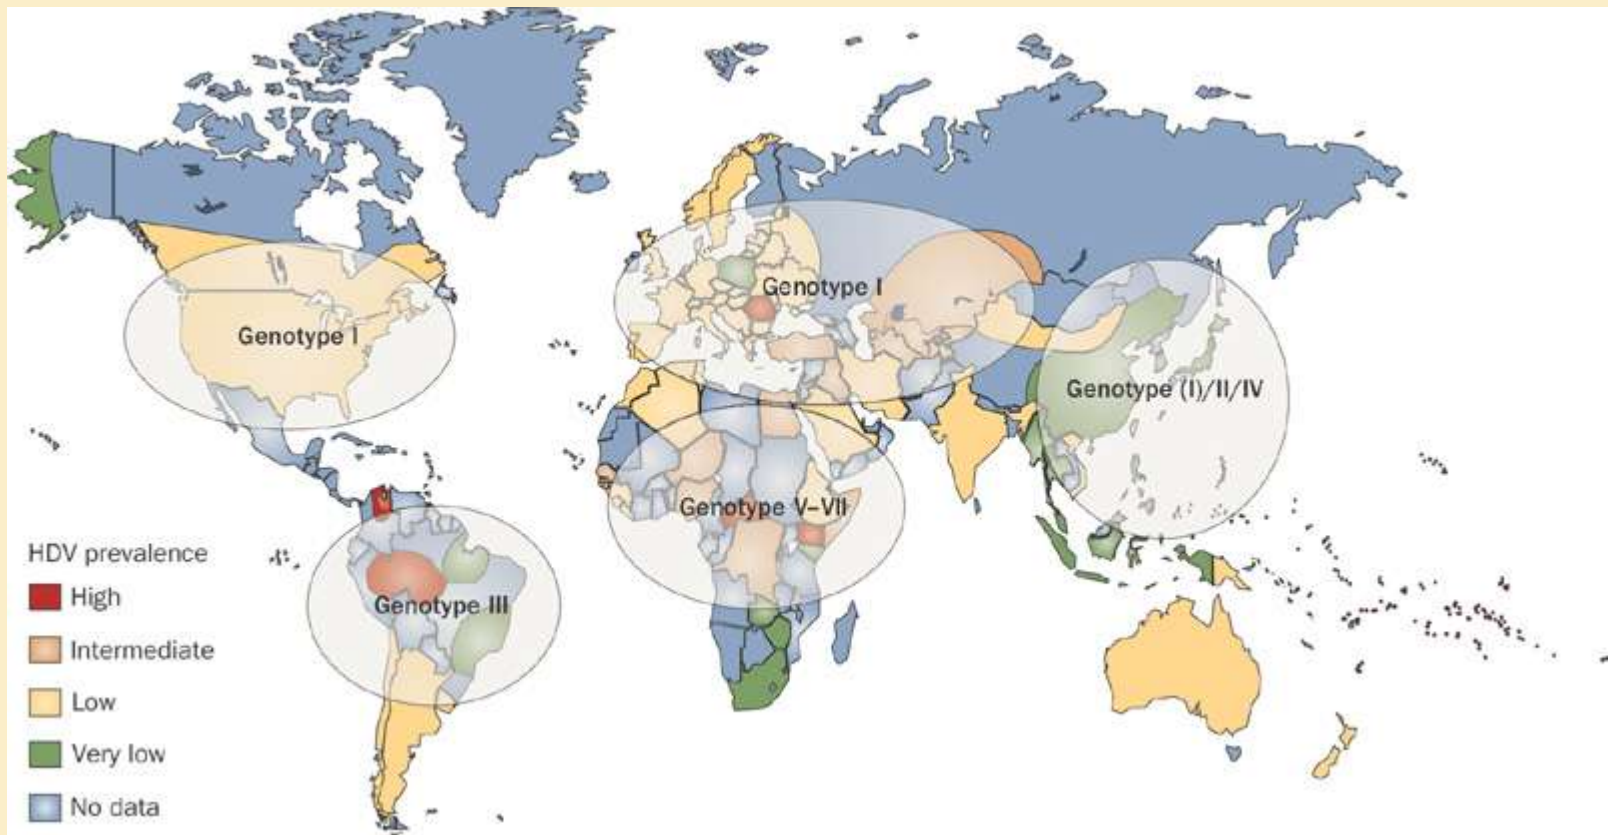 Genotype I
Genotype I
Genotype (I)/II/IV
Genotype V–VII
Genotype III
HDV prevalence
High
Intermediate
Low
Very low
No data